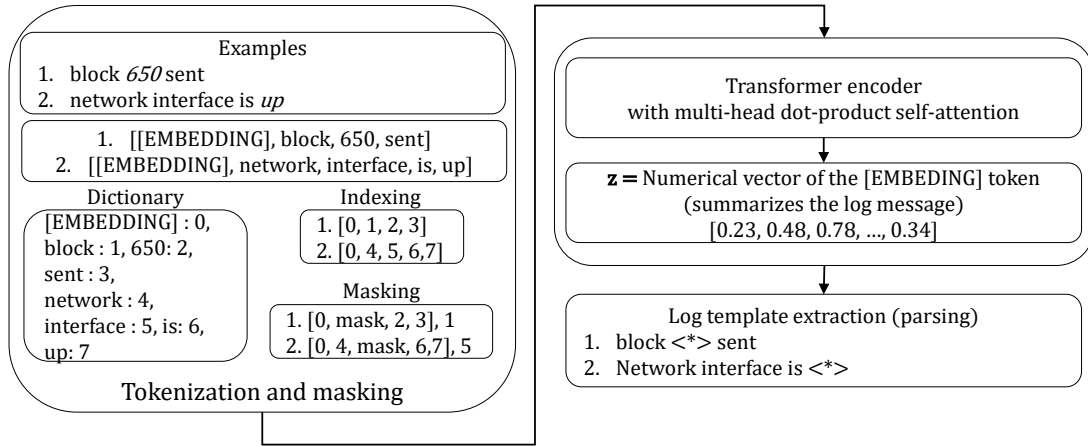 Examples
1. block 650 sent
2. network interface is up
1. [[EMBEDDING], block, 650, sent]
2. [[EMBEDDING], network, interface, is, up]
Dictionary
[EMBEDDING] : 0,
block : 1, 650: 2,
sent : 3,
network : 4,
interface : 5, is: 6,
up: 7
Indexing
1. [0, 1, 2, 3]
2. [0, 4, 5, 6,7]
Masking
1. [0, mask, 2, 3], 1
2. [0, 4, mask, 6,7], 5
Tokenization and masking
Transformer encoder
with multi-head dot-product self-attention
z = Numerical vector of the [EMBEDING] token
(summarizes the log message)
[0.23, 0.48, 0.78, ..., 0.34]
Log template extraction (parsing)
1. block <*> sent
2. Network interface is <*>